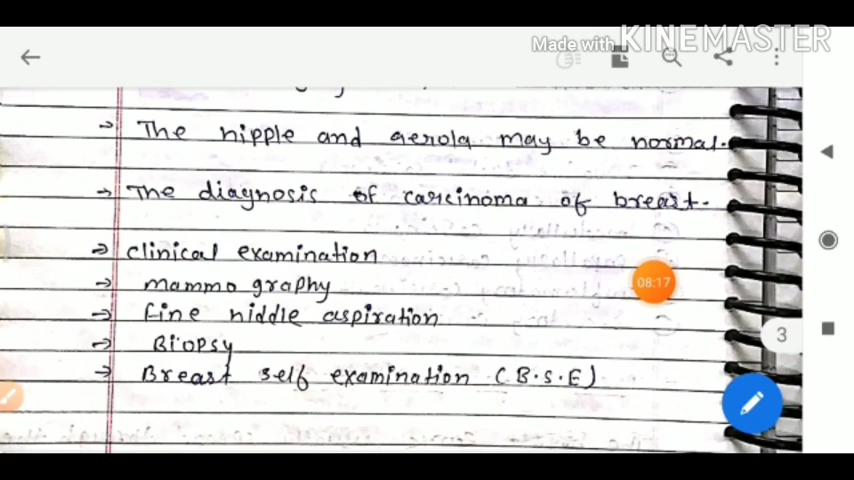 Made with KINEMASTER
→ The nipple and aerola may be normal.
→ The diagnosis of carcinoma of breast.
→ clinical examination
→ mammo graphy
→ fine niddle aspiration
→ Biopsy
→ Breast self examination (B.S.E)
08:17
3